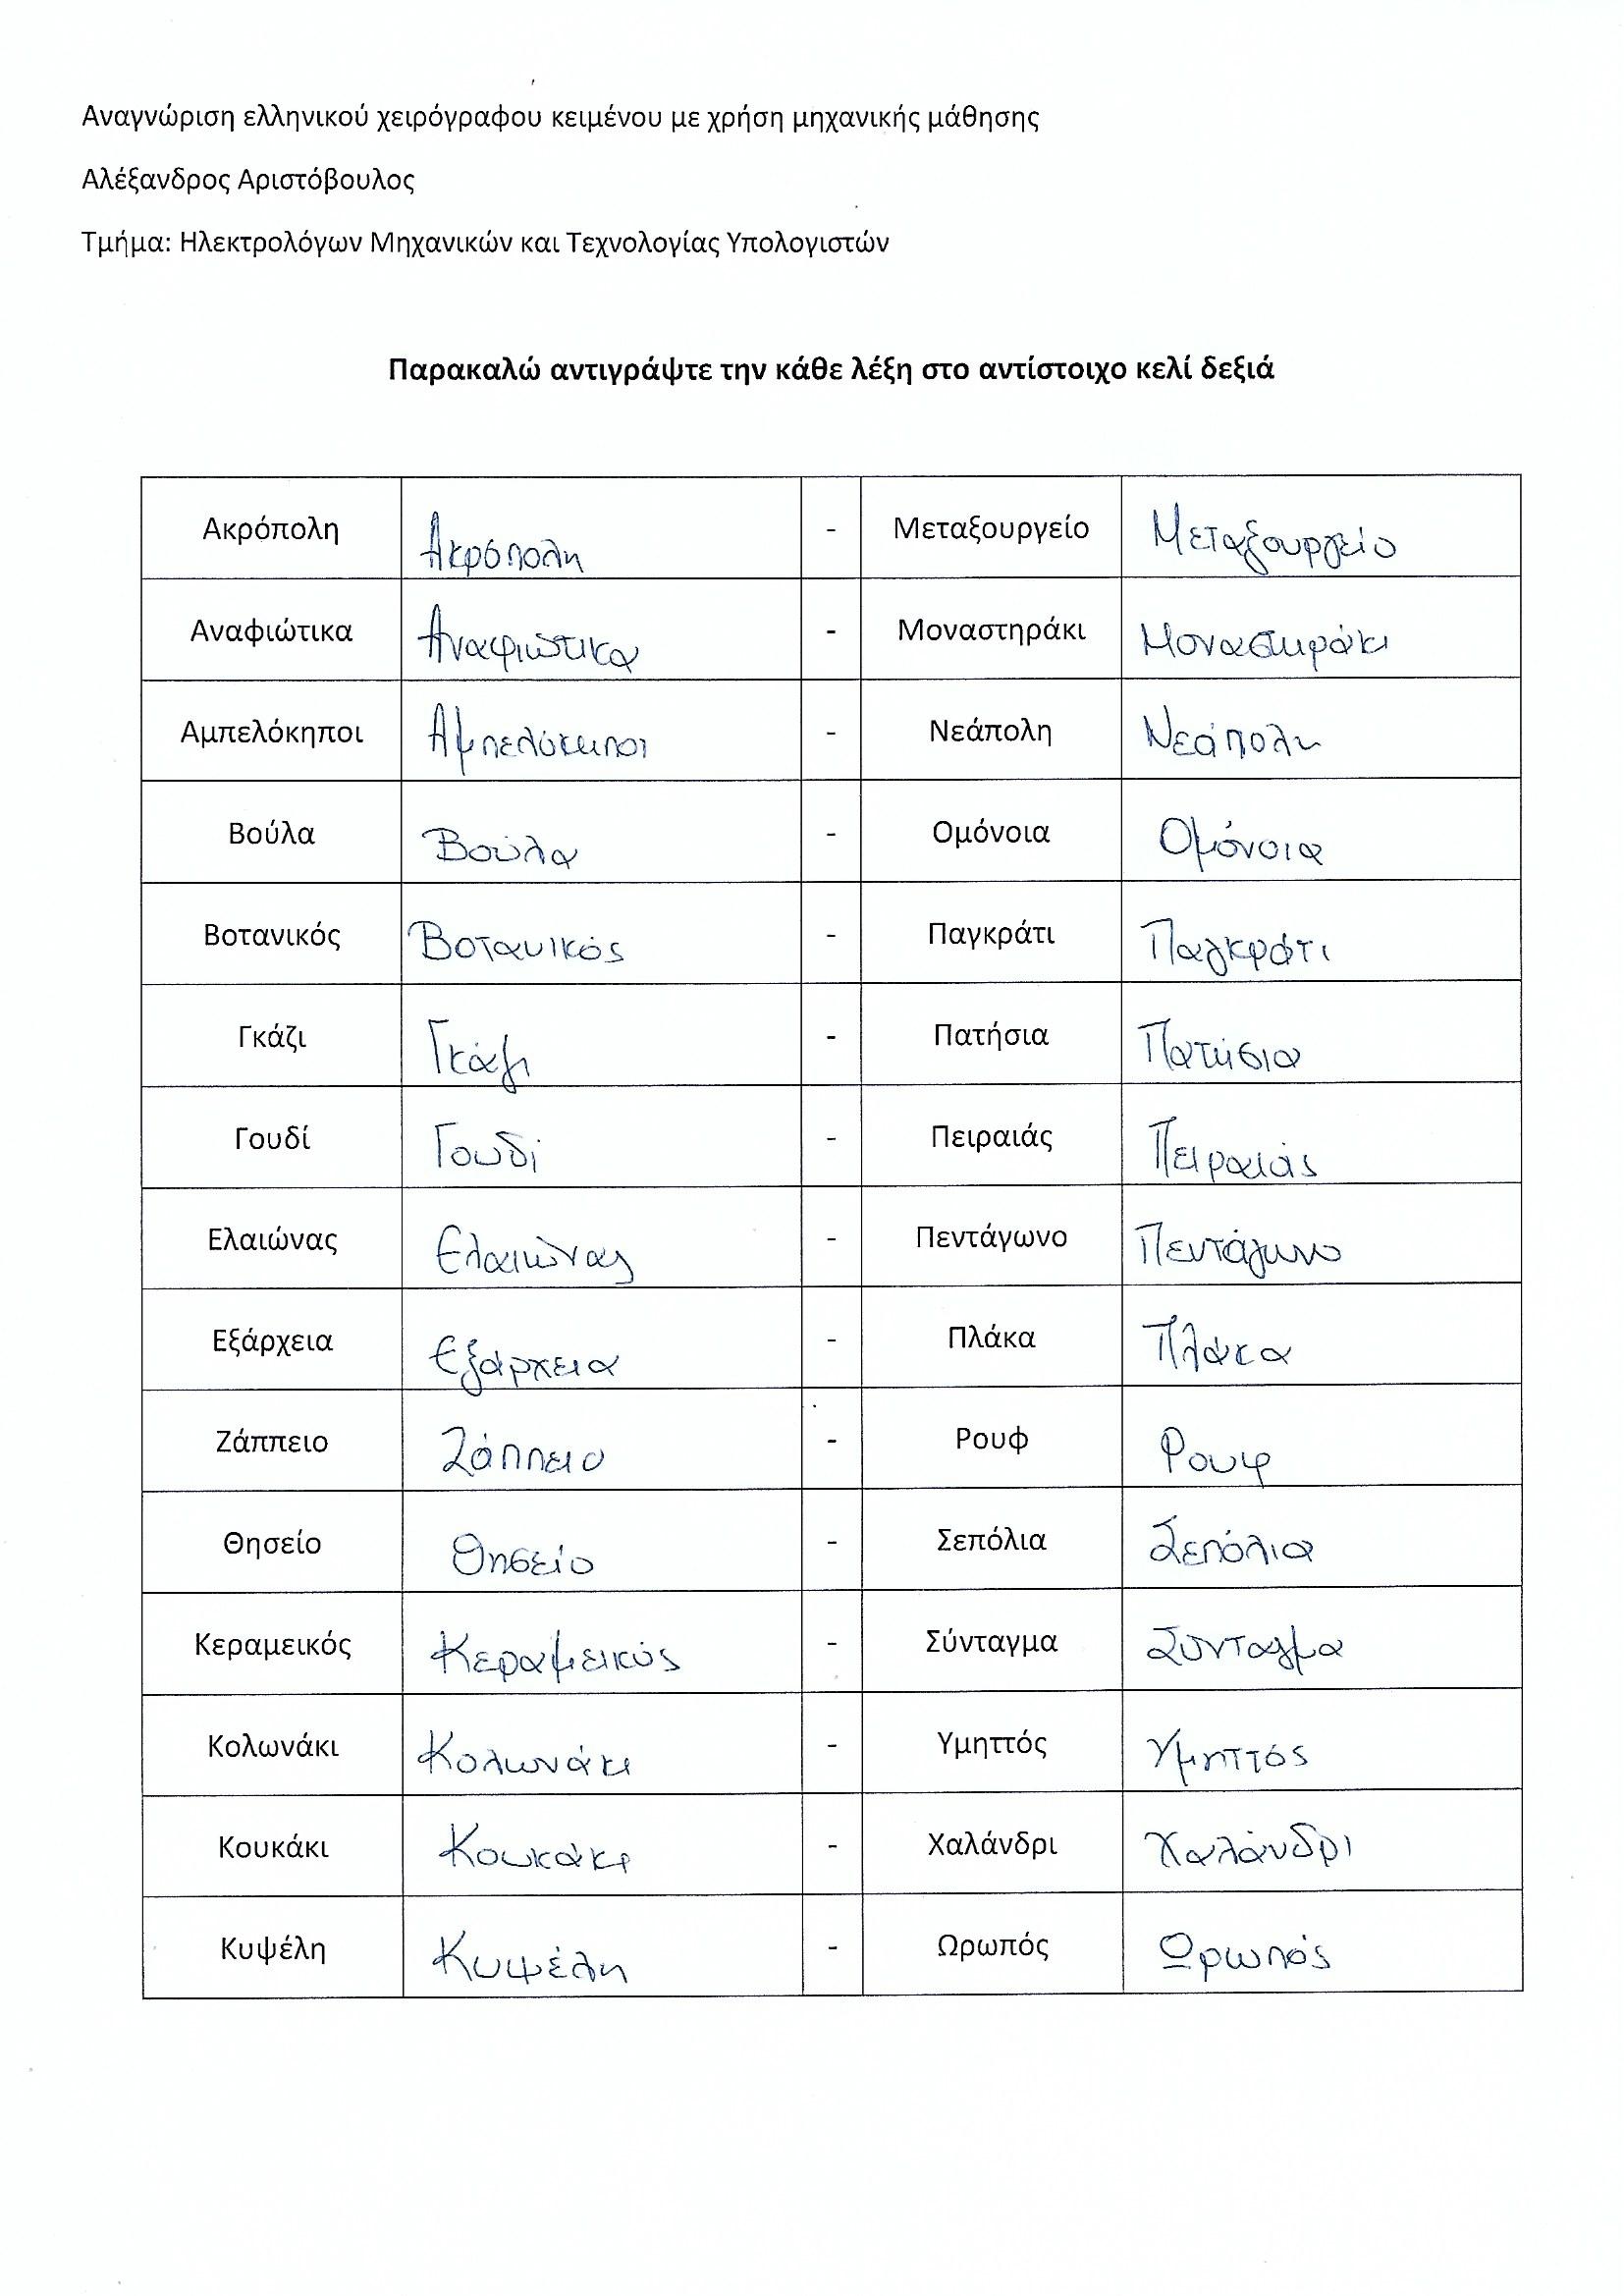 Αναγνώριση ελληνικού χειρόγραφου κειμένου με χρήση μηχανικής μάθησης
Αλέξανδρος Αριστόβουλος
Τμήμα: Ηλεκτρολόγων Μηχανικών και Τεχνολογίας Υπολογιστών
Παρακαλώ αντιγράψτε την κάθε λέξη στο αντίστοιχο κελί δεξιά
Ακρόπολη Ακρόπολη - Μεταξουργείο Μεταξουργείο
Αναφιώτικα Αναφιώτικα - Μοναστηράκι Μοναστηράκι
Αμπελόκηποι Αμπελόκηποι - Νεάπολη Νεάπολη
Βούλα Βούλα - Ομόνοια Ομόνοια
Βοτανικός Βοτανικός - Παγκράτι Παγκράτι
Γκάζι Γκάζι - Πατήσια Πατήσια
Γουδί Γουδί - Πειραιάς Πειραιάς
Ελαιώνας Ελαιώνας - Πεντάγωνο Πεντάγωνο
Εξάρχεια Εξάρχεια - Πλάκα Πλάκα
Ζάππειο Ζάππειο - Ρουφ Ρουφ
Θησείο Θησείο - Σεπόλια Σεπόλια
Κεραμεικός Κεραμεικός - Σύνταγμα Σύνταγμα
Κολωνάκι Κολωνάκι - Υμηττός Υμηττός
Κουκάκι Κουκάκι - Χαλάνδρι Χαλάνδρι
Κυψέλη Κυψέλη - Ωρωπός Ωρωπός